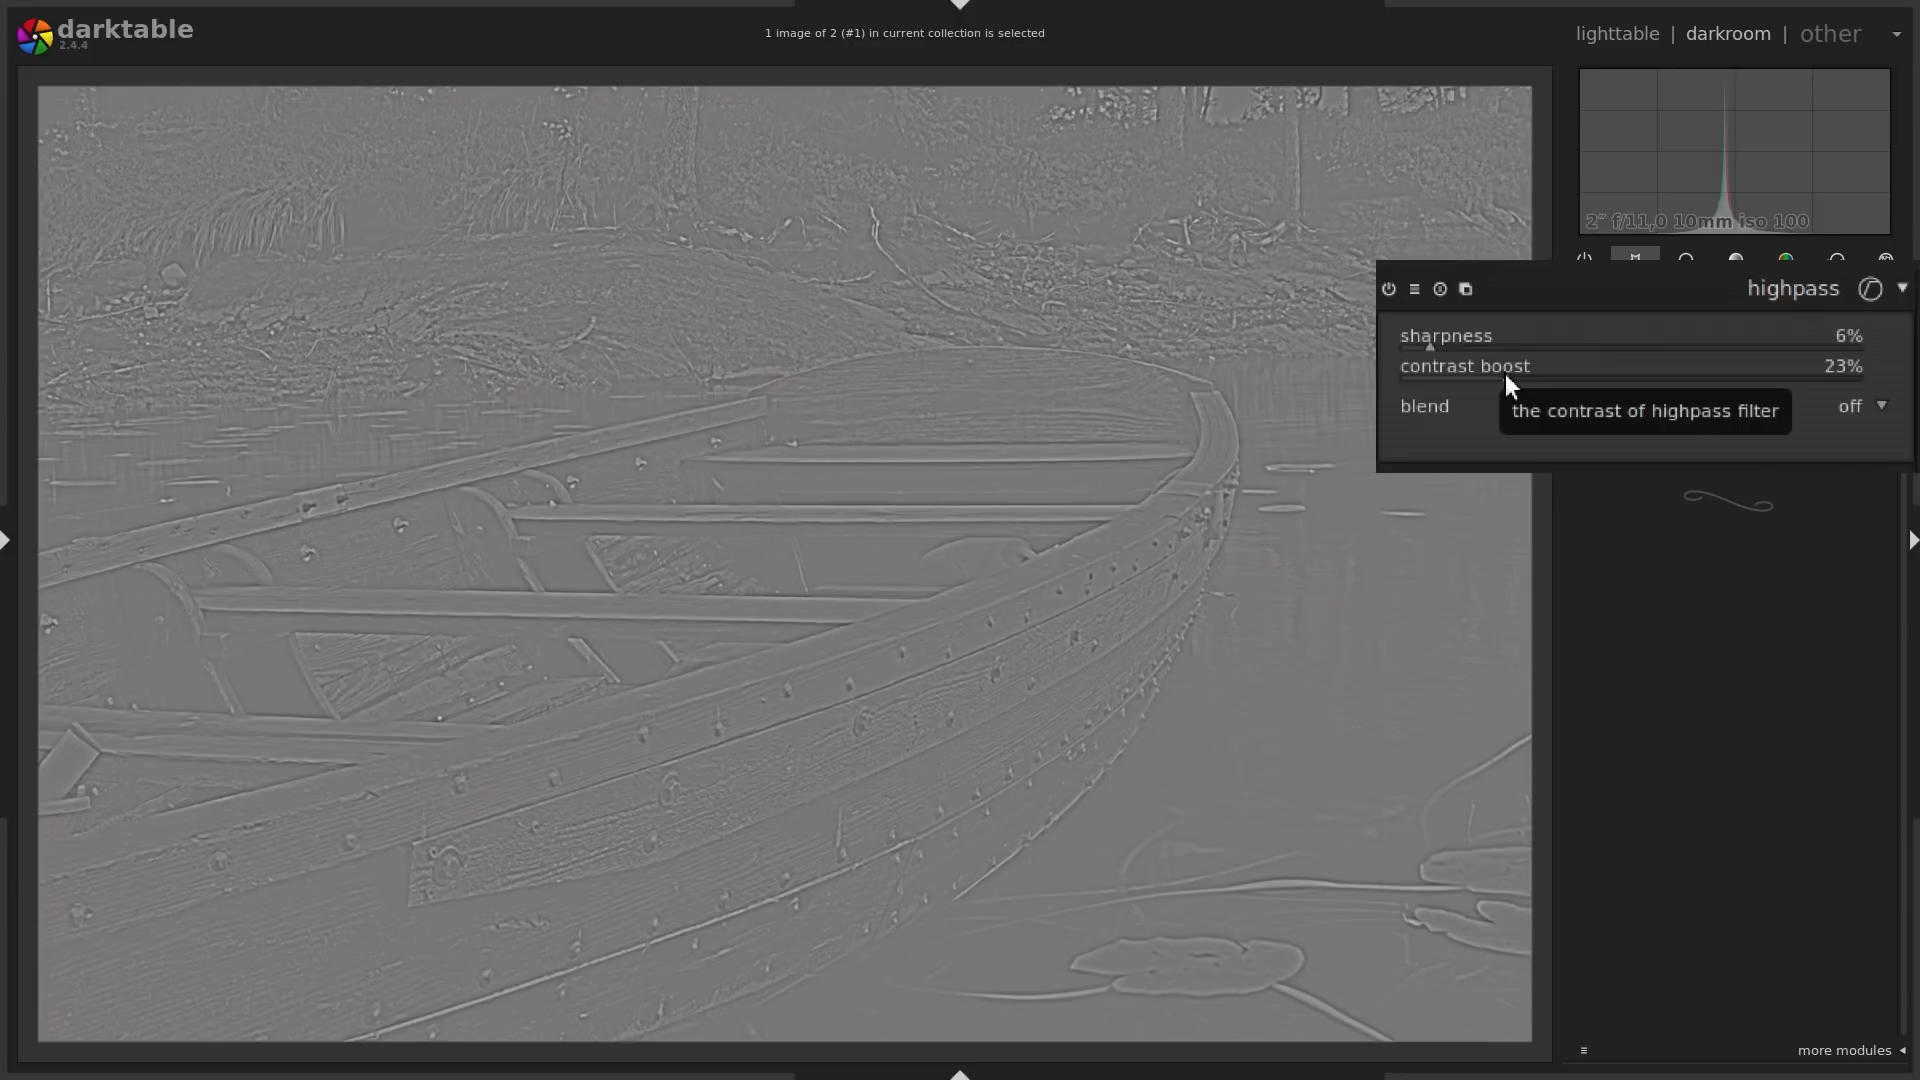 darktable
2.4.4
1 image of 2 (#1) in current collection is selected
lighttable | darkroom | other
2" f/11,0 10mm iso 100
highpass
sharpness 6%
contrast boost 23%
blend off
the contrast of highpass filter
more modules